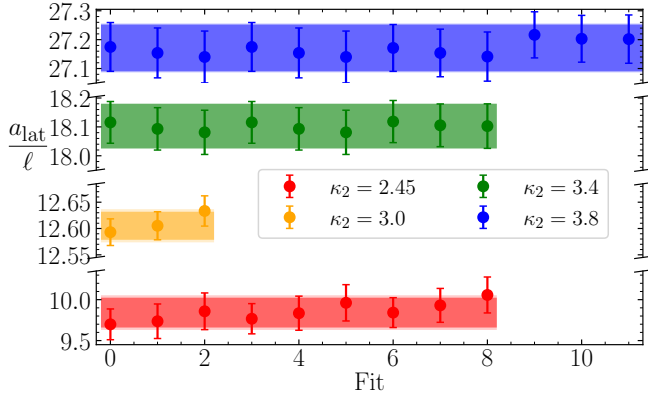 27.3
27.2
27.1
18.2
18.1
18.0
12.65
12.60
12.55
10.0
9.5
a_lat/ℓ
κ₂ = 2.45
κ₂ = 3.0
κ₂ = 3.4
κ₂ = 3.8
0 2 4 6 8 10
Fit